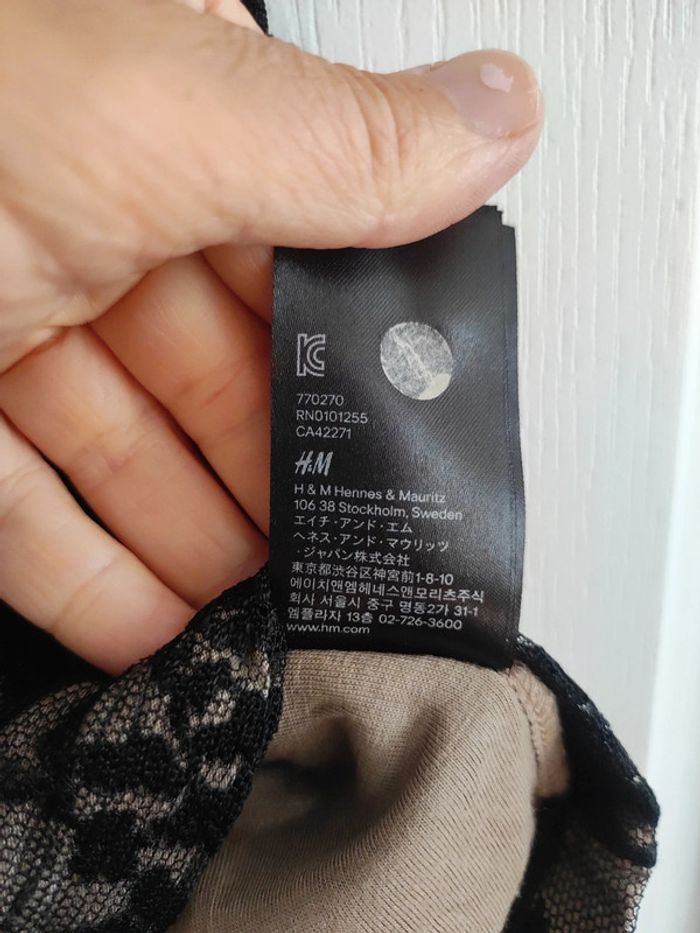 770270
RN0101255
CA42271
H&M
H & M Hennes & Mauritz
106 38 Stockholm, Sweden
エイチ・アンド・エム
ヘネス・アンド・マウリッツ
・ジャパン株式会社
東京都渋谷区神宮前1-8-10
에이치앤엠헤네스앤모리츠주식
회사 서울시 중구 명동2가 31-1
엠플라자 13층 02-726-3600
www.hm.com